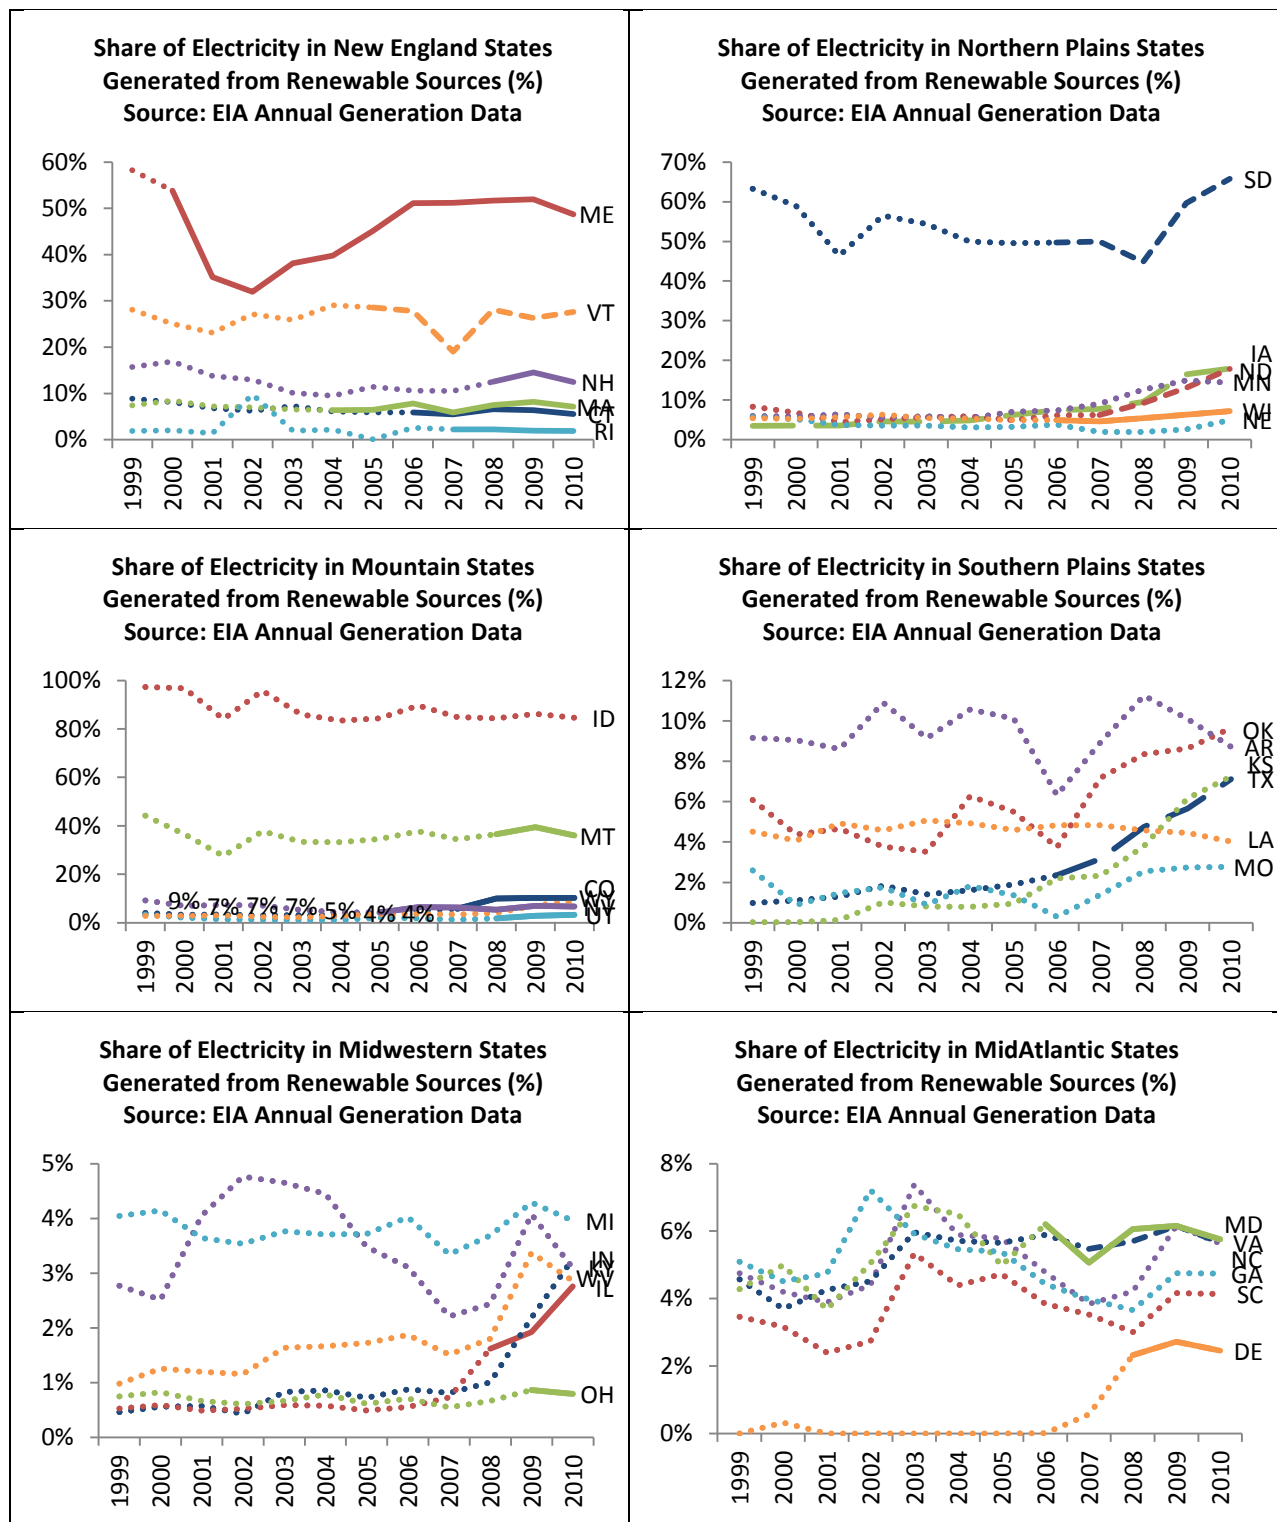 Share of Electricity in New England States
Generated from Renewable Sources (%)
Source: EIA Annual Generation Data
60%
50%
40%
30%
20%
10%
0%
ME
VT
NH
MA
CT
RI
1999
2000
2001
2002
2003
2004
2005
2006
2007
2008
2009
2010
Share of Electricity in Northern Plains States
Generated from Renewable Sources (%)
Source: EIA Annual Generation Data
70%
60%
50%
40%
30%
20%
10%
0%
SD
IA
ND
MN
WI
NE
1999
2000
2001
2002
2003
2004
2005
2006
2007
2008
2009
2010
Share of Electricity in Mountain States
Generated from Renewable Sources (%)
Source: EIA Annual Generation Data
100%
80%
60%
40%
20%
0%
ID
MT
CO
WY
UT
9% 7% 7% 7% 5% 4% 4%
1999
2000
2001
2002
2003
2004
2005
2006
2007
2008
2009
2010
Share of Electricity in Southern Plains States
Generated from Renewable Sources (%)
Source: EIA Annual Generation Data
12%
10%
8%
6%
4%
2%
0%
OK
AR
KS
TX
LA
MO
1999
2000
2001
2002
2003
2004
2005
2006
2007
2008
2009
2010
Share of Electricity in Midwestern States
Generated from Renewable Sources (%)
Source: EIA Annual Generation Data
5%
4%
3%
2%
1%
0%
MI
IN
KY
WV
IL
OH
1999
2000
2001
2002
2003
2004
2005
2006
2007
2008
2009
2010
Share of Electricity in MidAtlantic States
Generated from Renewable Sources (%)
Source: EIA Annual Generation Data
8%
6%
4%
2%
0%
MD
VA
NC
GA
SC
DE
1999
2000
2001
2002
2003
2004
2005
2006
2007
2008
2009
2010